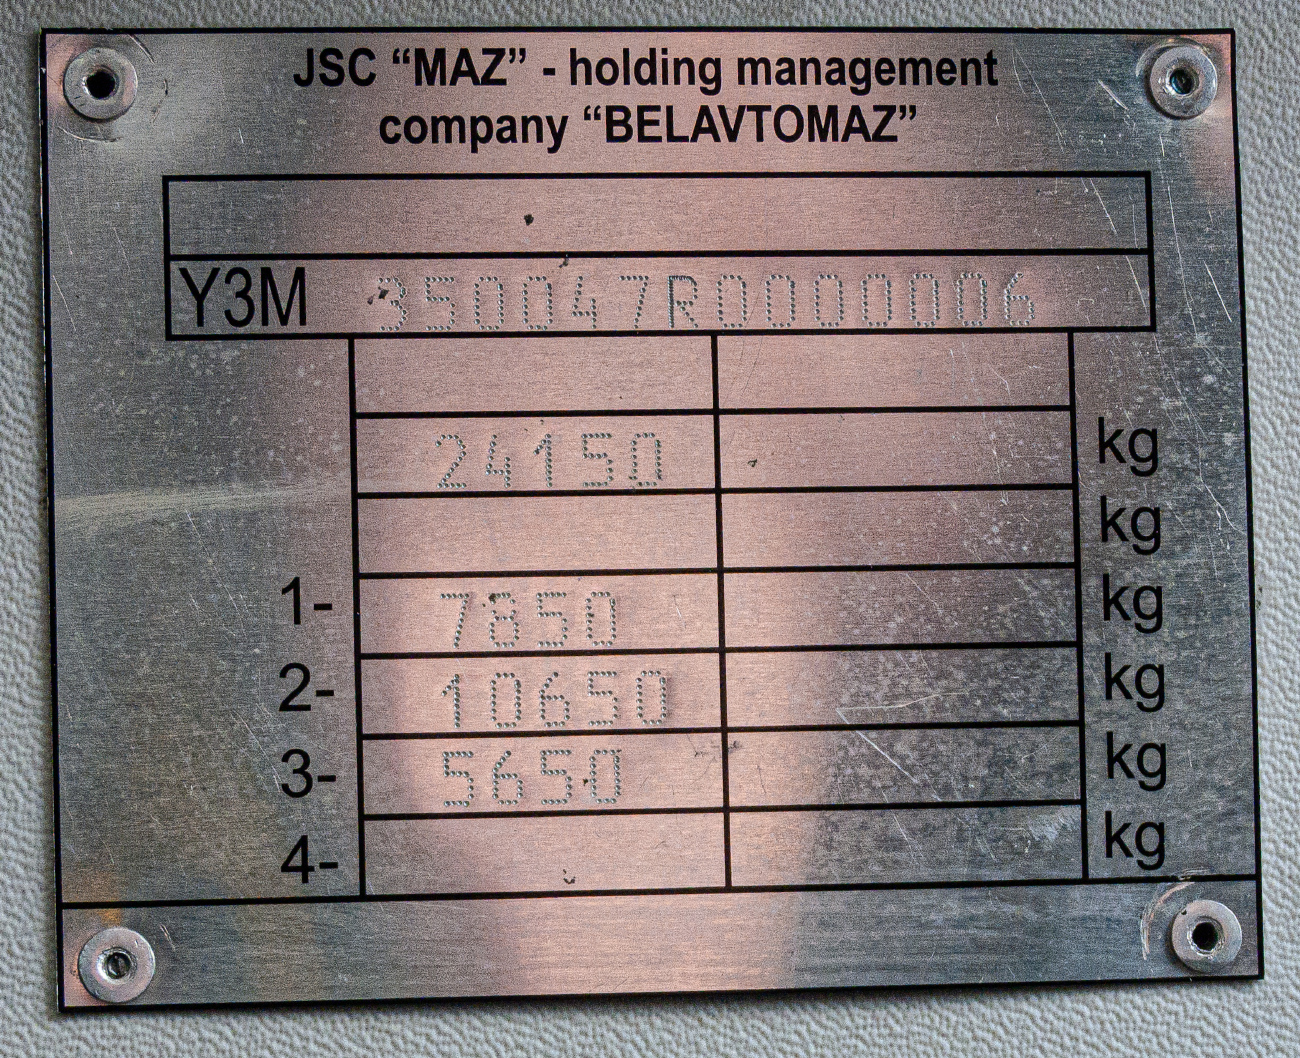 JSC “MAZ” - holding management
company “BELAVTOMAZ”
Y3M 350047R0000006
24150 kg
kg
1- 7850 kg
2- 10650 kg
3- 5650 kg
4- kg